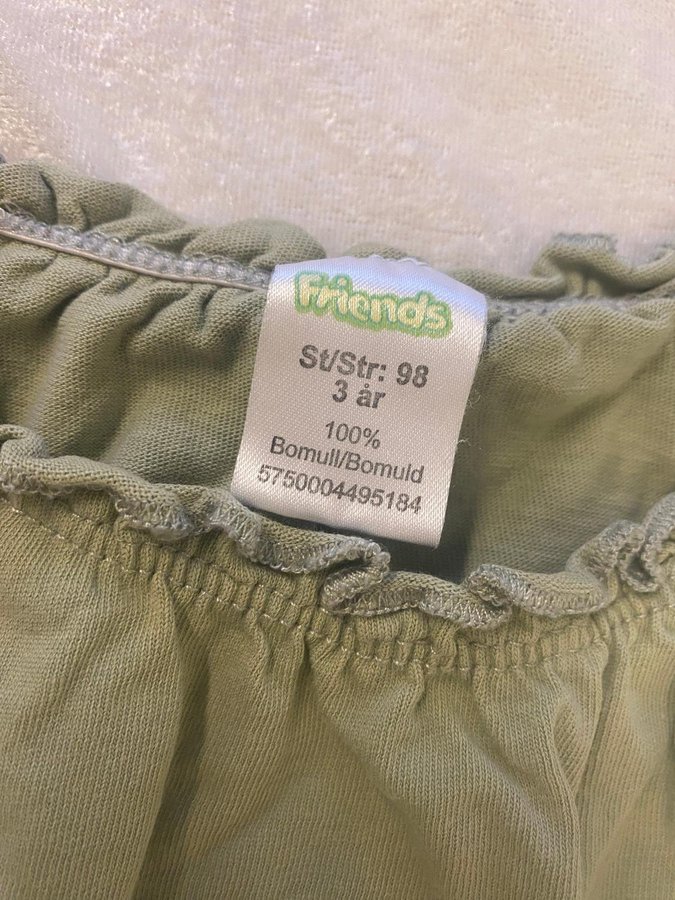 Friends
St/Str: 98
3 år
100%
Bomull/Bomuld
5750004495184